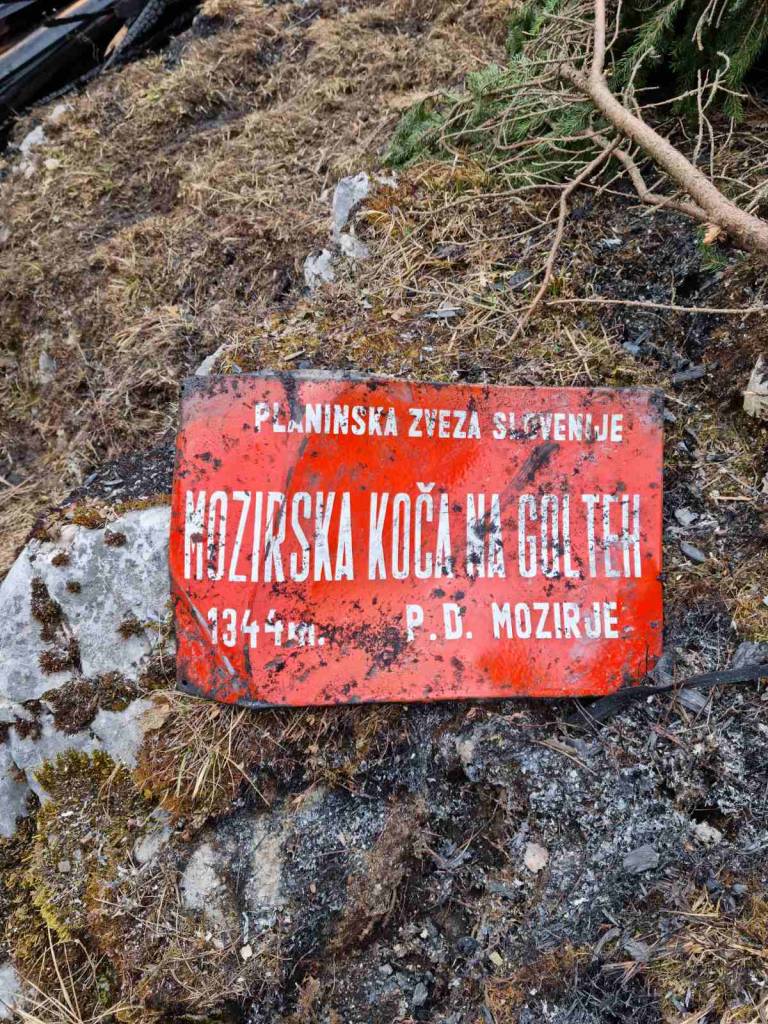 PLANINSKA ZVEZA SLOVENIJE
MOZIRSKA KOČA NA GOLTEH
1344 m. P.D. MOZIRJE